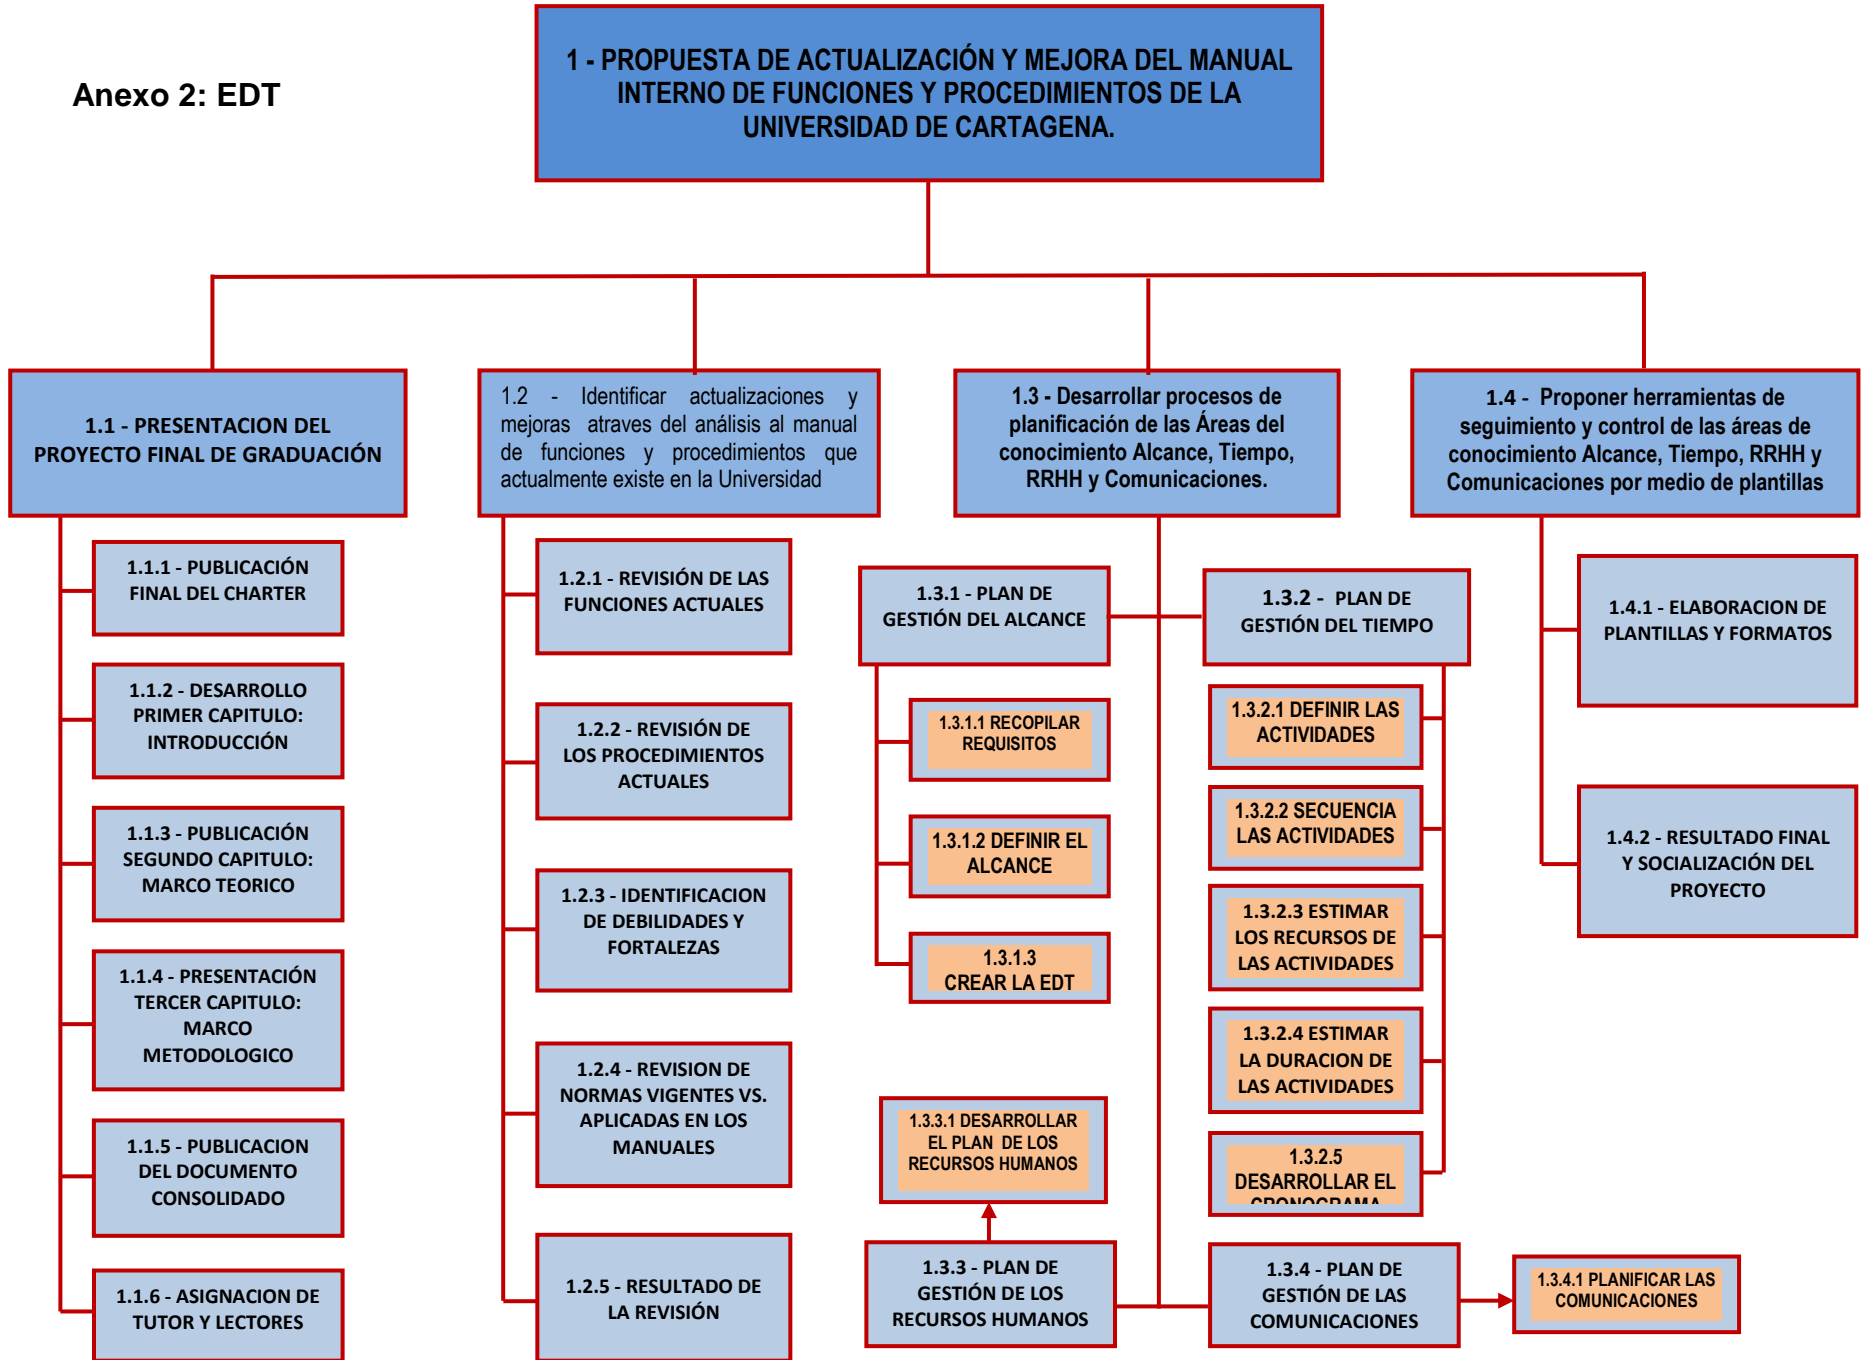 Anexo 2: EDT
1 - PROPUESTA DE ACTUALIZACIÓN Y MEJORA DEL MANUAL
INTERNO DE FUNCIONES Y PROCEDIMIENTOS DE LA
UNIVERSIDAD DE CARTAGENA.
1.1 - PRESENTACION DEL
PROYECTO FINAL DE GRADUACIÓN
1.1.1 - PUBLICACIÓN
FINAL DEL CHARTER
1.1.2 - DESARROLLO
PRIMER CAPITULO:
INTRODUCCIÓN
1.1.3 - PUBLICACIÓN
SEGUNDO CAPITULO:
MARCO TEORICO
1.1.4 - PRESENTACIÓN
TERCER CAPITULO:
MARCO
METODOLOGICO
1.1.5 - PUBLICACION
DEL DOCUMENTO
CONSOLIDADO
1.1.6 - ASIGNACION DE
TUTOR Y LECTORES
1.2 - Identificar actualizaciones y
mejoras atraves del análisis al manual
de funciones y procedimientos que
actualmente existe en la Universidad
1.2.1 - REVISIÓN DE LAS
FUNCIONES ACTUALES
1.2.2 - REVISIÓN DE
LOS PROCEDIMIENTOS
ACTUALES
1.2.3 - IDENTIFICACION
DE DEBILIDADES Y
FORTALEZAS
1.2.4 - REVISION DE
NORMAS VIGENTES VS.
APLICADAS EN LOS
MANUALES
1.2.5 - RESULTADO DE
LA REVISIÓN
1.3 - Desarrollar procesos de
planificación de las Áreas del
conocimiento Alcance, Tiempo,
RRHH y Comunicaciones.
1.3.1 - PLAN DE
GESTIÓN DEL ALCANCE
1.3.1.1 RECOPILAR
REQUISITOS
1.3.1.2 DEFINIR EL
ALCANCE
1.3.1.3
CREAR LA EDT
1.3.2 - PLAN DE
GESTIÓN DEL TIEMPO
1.3.2.1 DEFINIR LAS
ACTIVIDADES
1.3.2.2 SECUENCIA
LAS ACTIVIDADES
1.3.2.3 ESTIMAR
LOS RECURSOS DE
LAS ACTIVIDADES
1.3.2.4 ESTIMAR
LA DURACION DE
LAS ACTIVIDADES
1.3.2.5
DESARROLLAR EL
CRONOGRAMA
1.3.3.1 DESARROLLAR
EL PLAN DE LOS
RECURSOS HUMANOS
1.3.3 - PLAN DE
GESTIÓN DE LOS
RECURSOS HUMANOS
1.3.4 - PLAN DE
GESTIÓN DE LAS
COMUNICACIONES
1.3.4.1 PLANIFICAR LAS
COMUNICACIONES
1.4 - Proponer herramientas de
seguimiento y control de las áreas de
conocimiento Alcance, Tiempo, RRHH y
Comunicaciones por medio de plantillas
1.4.1 - ELABORACION DE
PLANTILLAS Y FORMATOS
1.4.2 - RESULTADO FINAL
Y SOCIALIZACIÓN DEL
PROYECTO